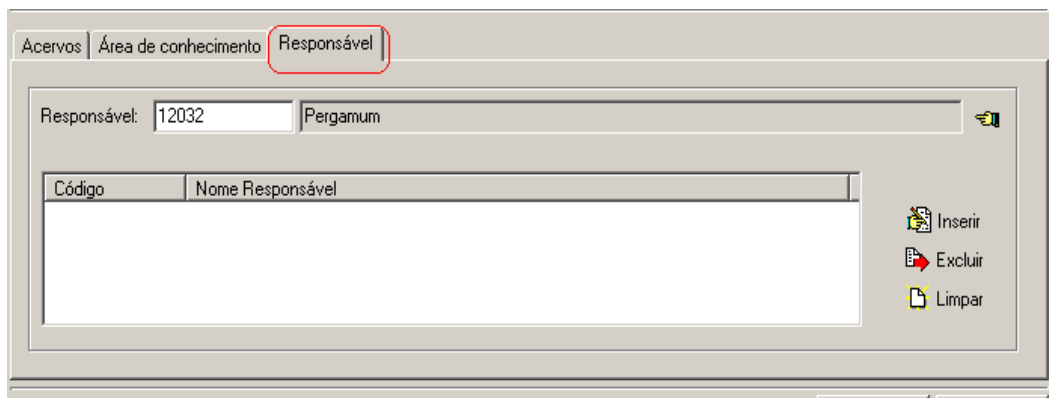 Acervos Área de conhecimento Responsável
Responsável: 12032 Pergamum
Código Nome Responsável
Inserir
Excluir
Limpar